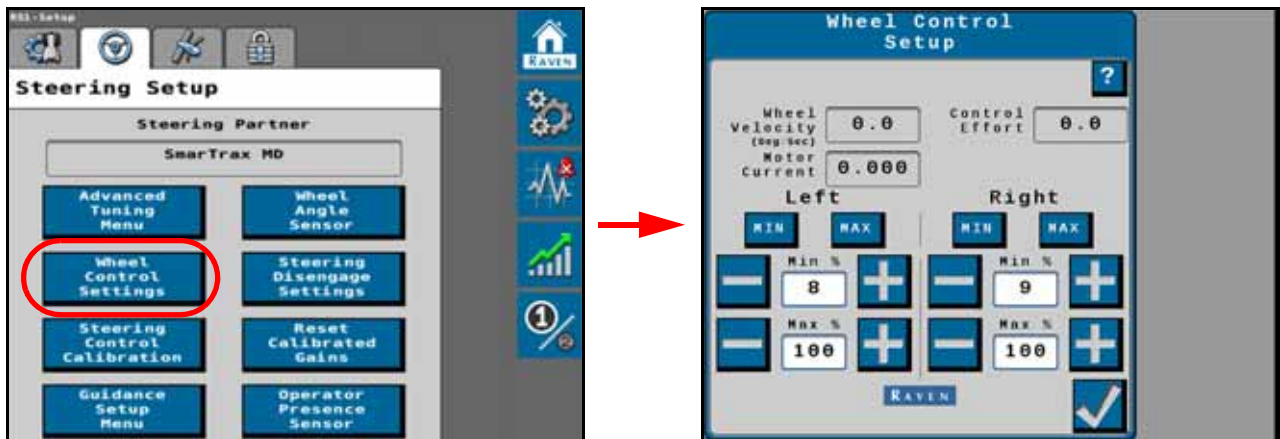 RS1-Setup
RAVEN
Steering Setup
Steering Partner
SmarTrax MD
Advanced
Tuning
Menu
Wheel
Angle
Sensor
Wheel
Control
Settings
Steering
Disengage
Settings
Steering
Control
Calibration
Reset
Calibrated
Gains
Guidance
Setup
Menu
Operator
Presence
Sensor
1/2
Wheel Control
Setup
?
Wheel
Velocity
(Deg Sec)
0.0
Control
Effort
0.0
Motor
Current
0.000
Left
Right
MIN
MAX
MIN
MAX
Min %
8
Min %
9
Max %
100
Max %
100
RAVEN